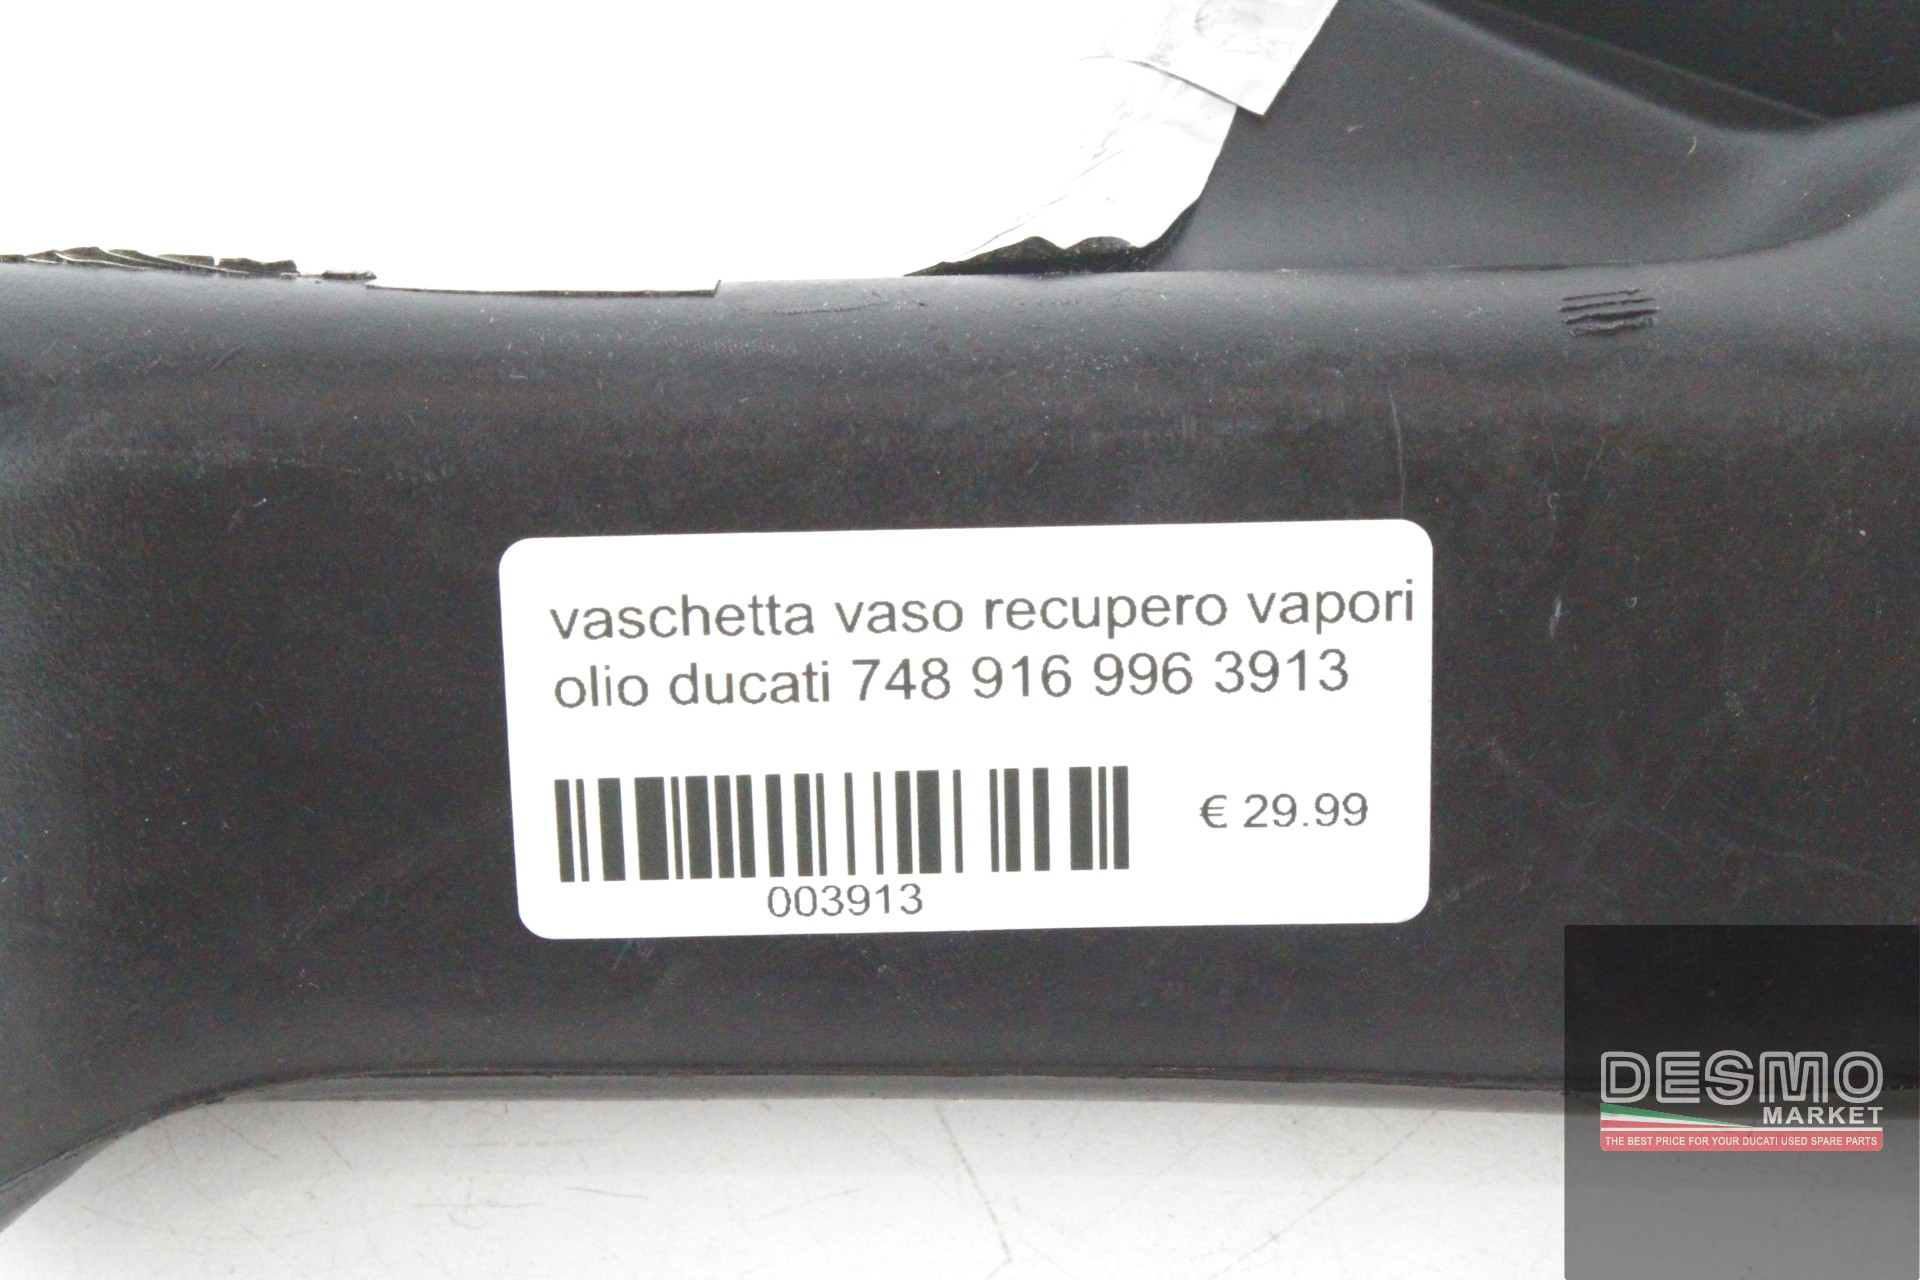 vaschetta vaso recupero vapori
olio ducati 748 916 996 3913
€ 29.99
003913
DESMO
MARKET
THE BEST PRICE FOR YOUR DUCATI USED SPARE PARTS